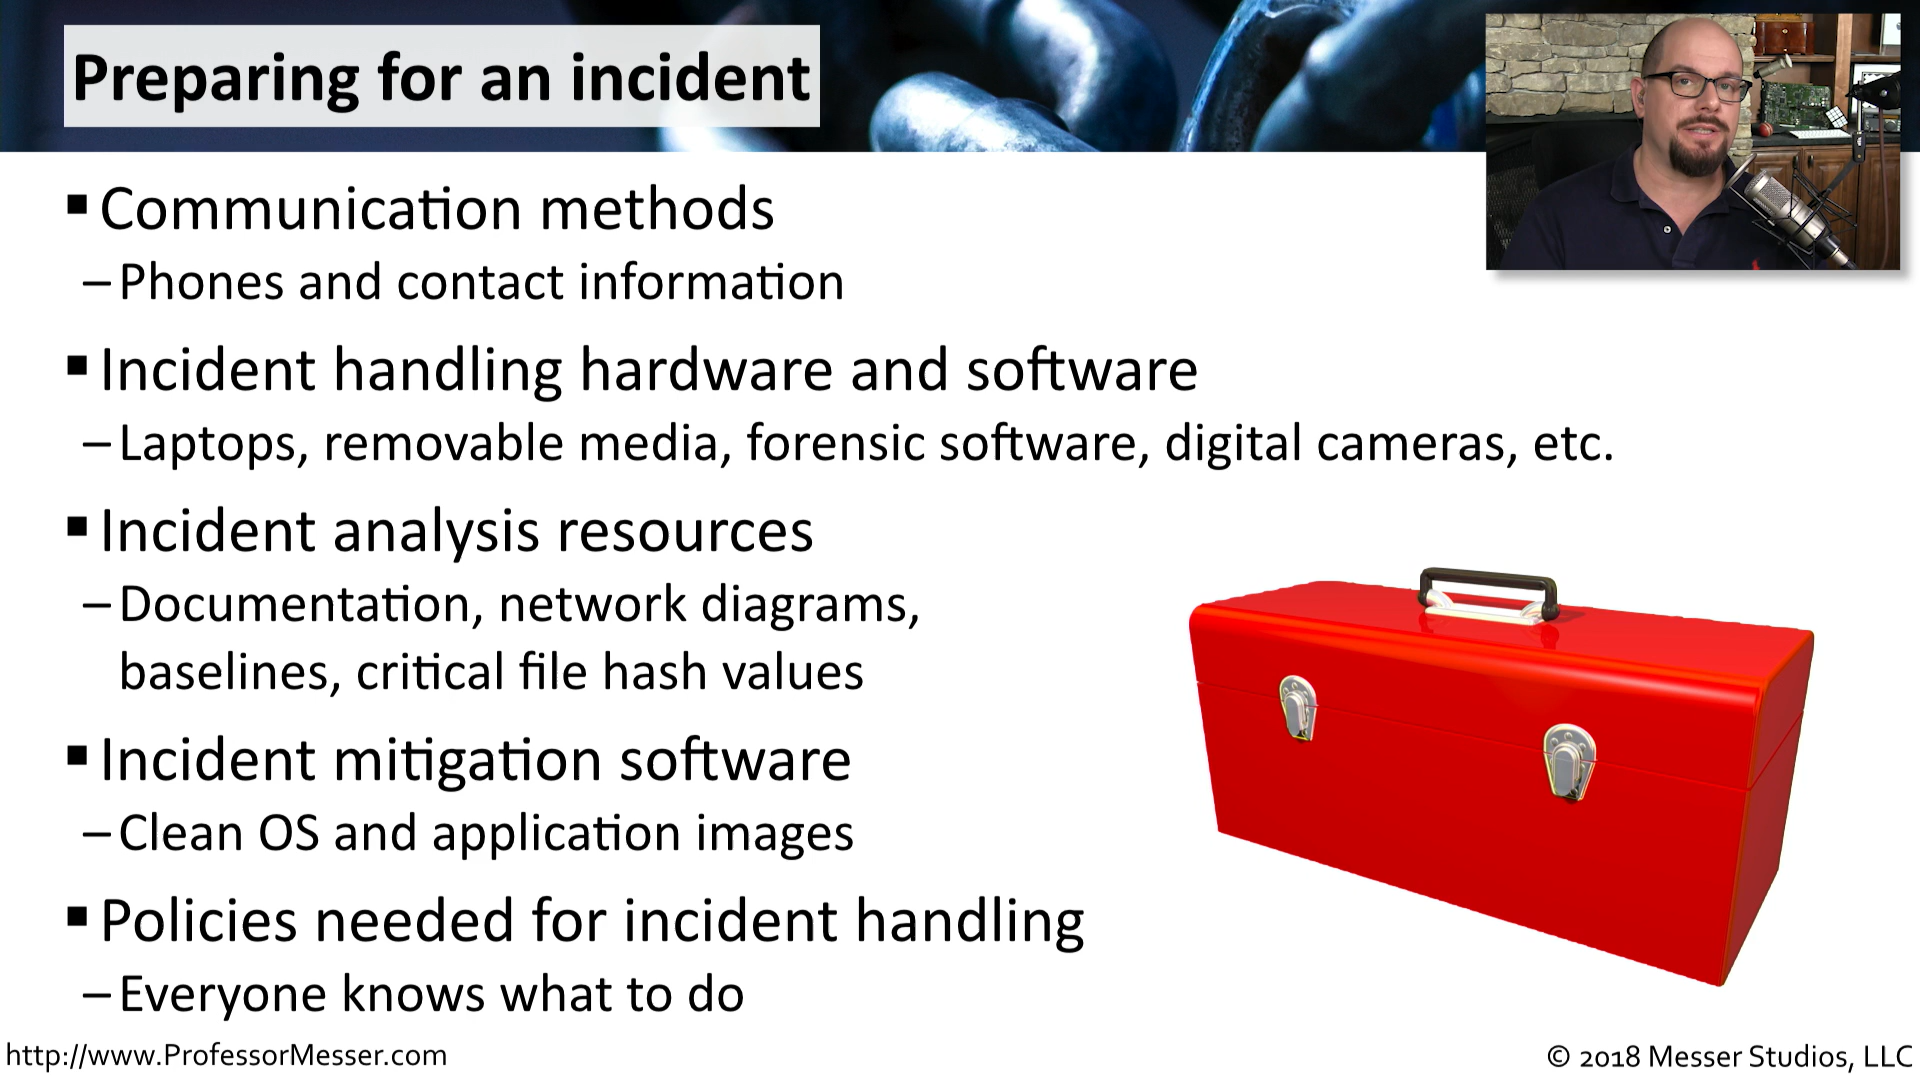 Preparing for an incident
▪ Communication methods
– Phones and contact information
▪ Incident handling hardware and software
– Laptops, removable media, forensic software, digital cameras, etc.
▪ Incident analysis resources
– Documentation, network diagrams,
baselines, critical file hash values
▪ Incident mitigation software
– Clean OS and application images
▪ Policies needed for incident handling
– Everyone knows what to do
http://www.ProfessorMesser.com
© 2018 Messer Studios, LLC